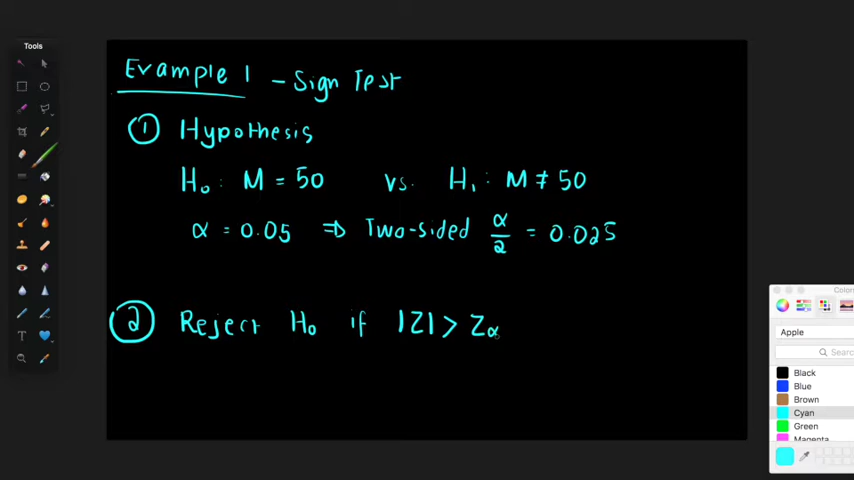 Tools
Example 1 - Sign Test
① Hypothesis
H₀ : M = 50 vs. H₁ : M ≠ 50
α = 0.05 ⇒ Two-sided α/2 = 0.025
② Reject H₀ if |Z| > Zα
Colors
Apple
Search
Black
Blue
Brown
Cyan
Green
Magenta